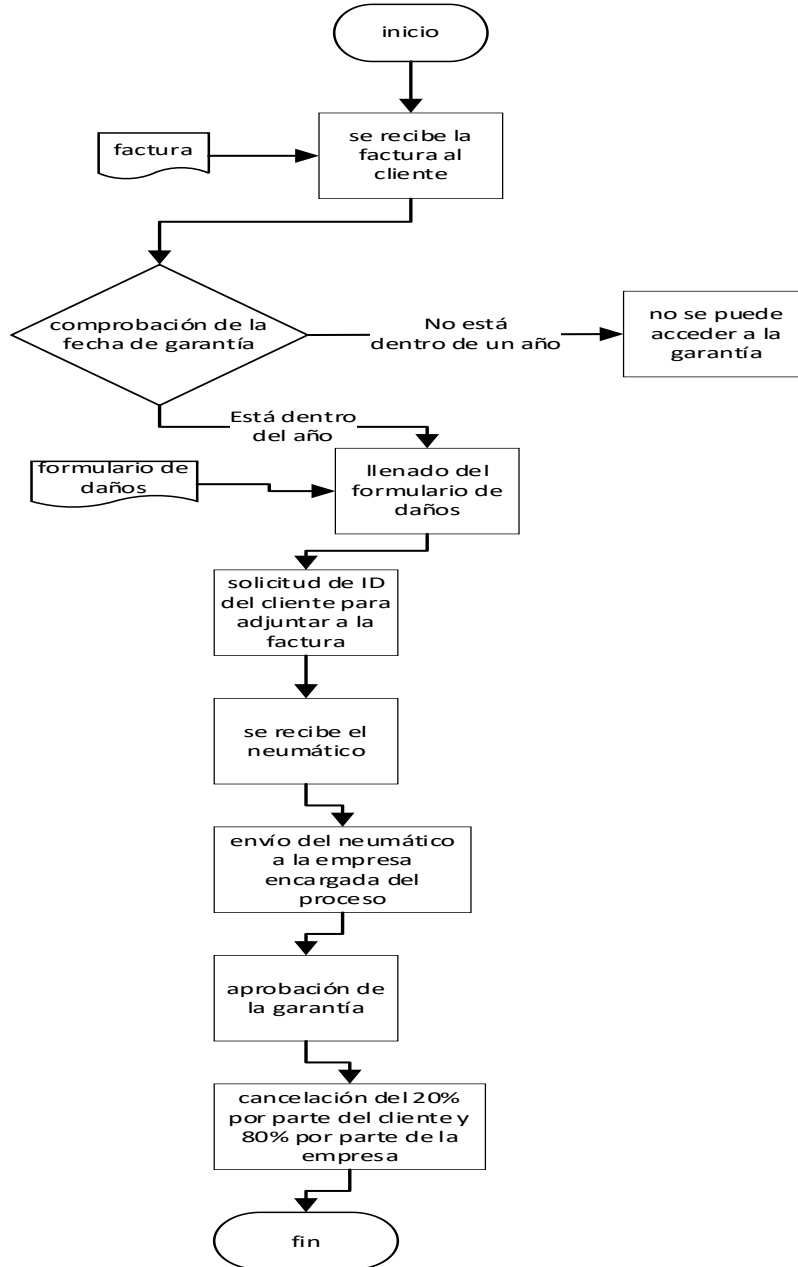 inicio
factura
se recibe la
factura al
cliente
comprobación de la
fecha de garantía
No está
dentro de un año
no se puede
acceder a la
garantía
Está dentro
del año
formulario de
daños
llenado del
formulario de
daños
solicitud de ID
del cliente para
adjuntar a la
factura
se recibe el
neumático
envío del neumático
a la empresa
encargada del
proceso
aprobación de
la garantía
cancelación del 20%
por parte del cliente y
80% por parte de la
empresa
fin